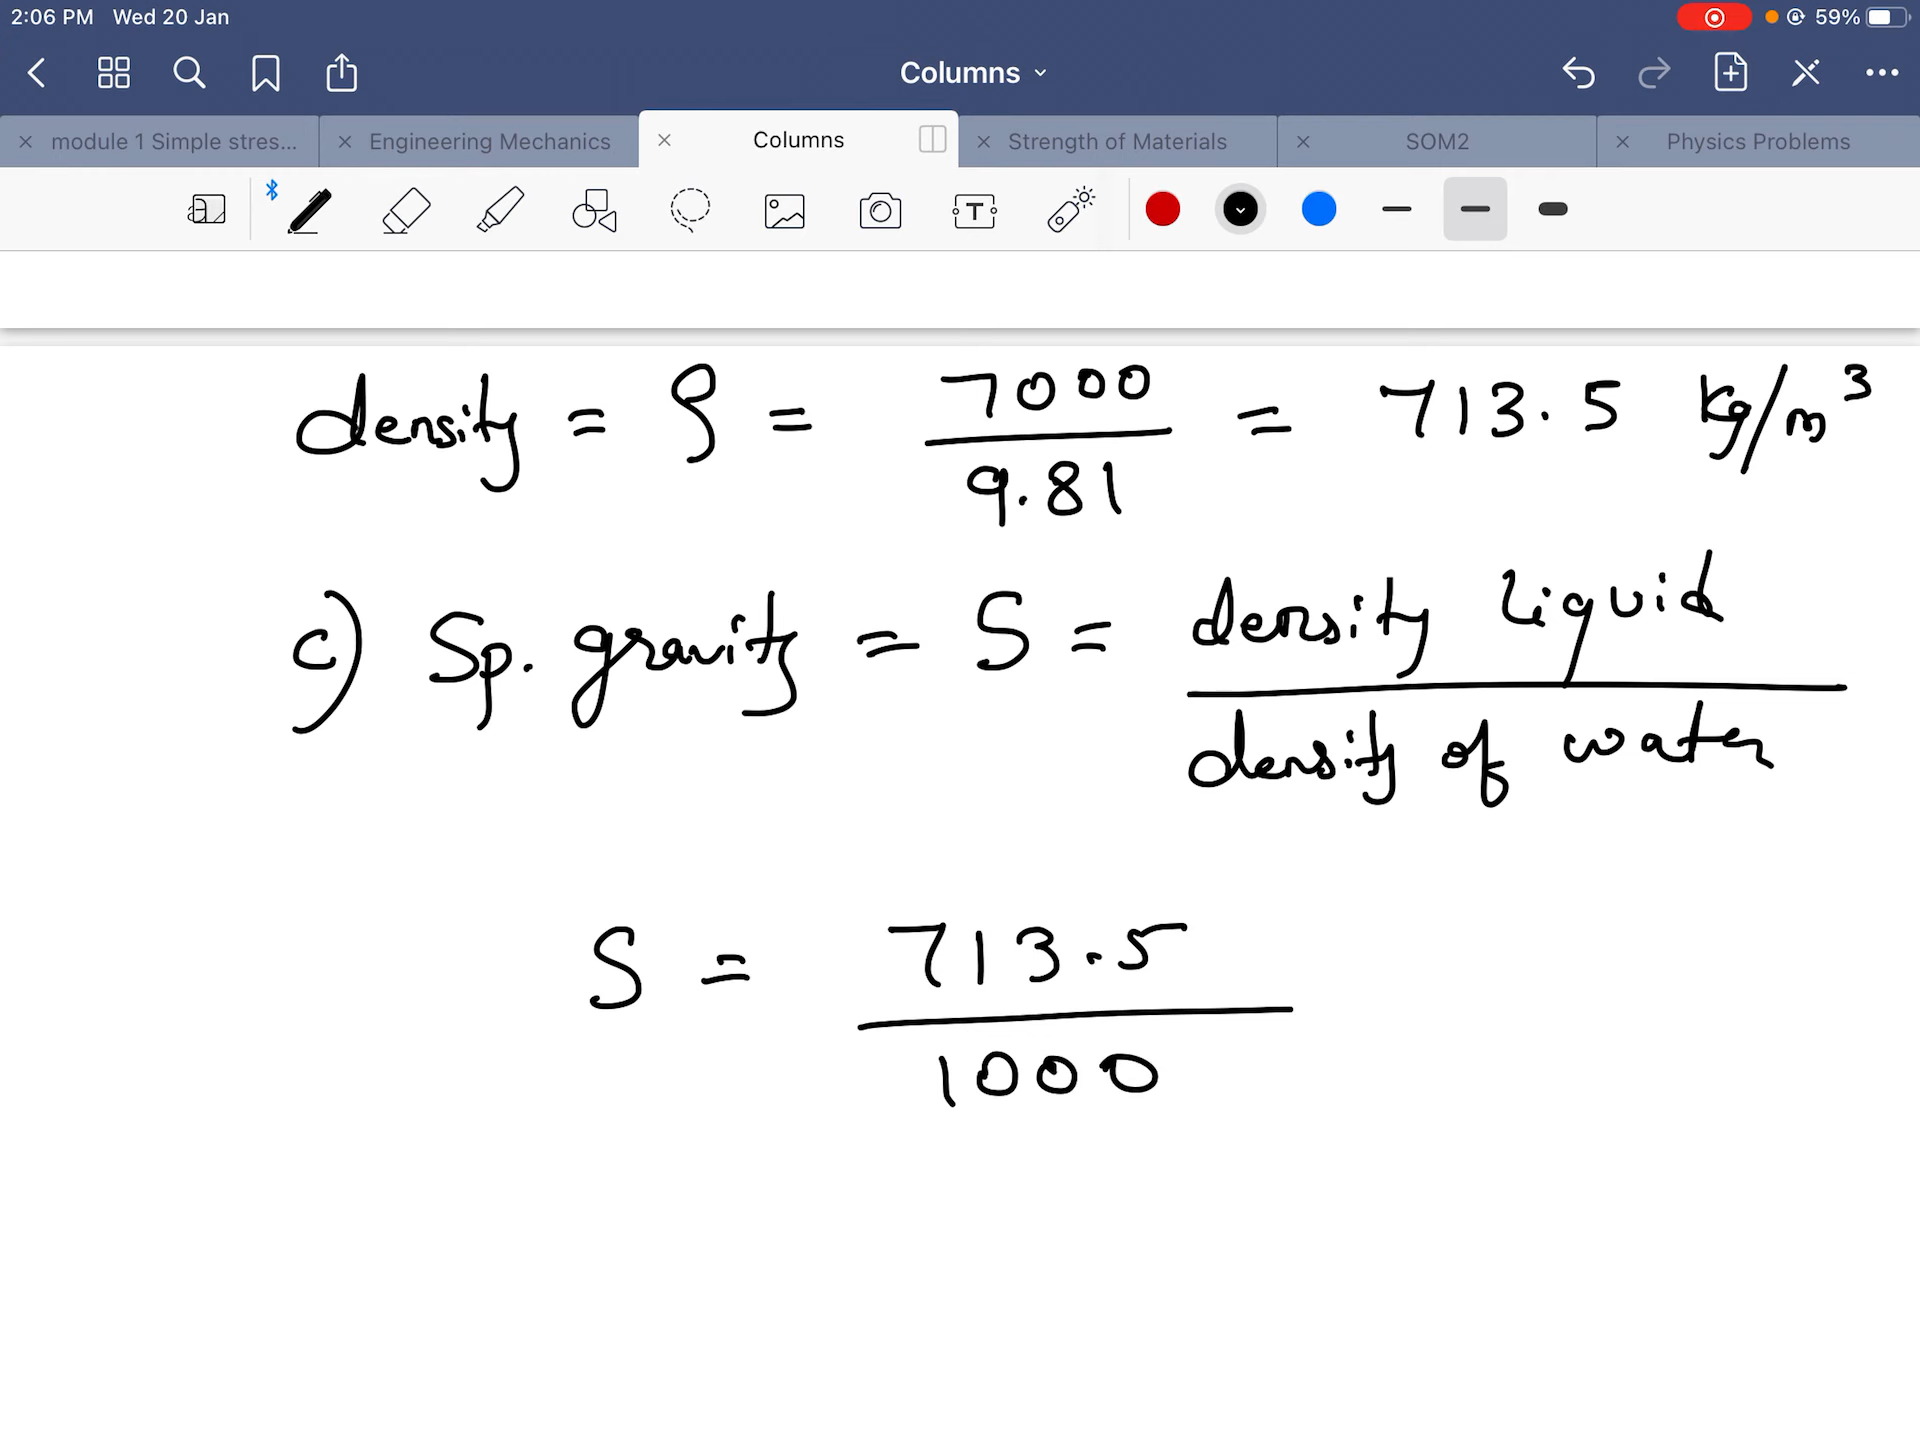 2:06 PM Wed 20 Jan 59%
Columns
module 1 Simple stres... Engineering Mechanics Columns Strength of Materials SOM2 Physics Problems
T
density = ρ = 7000 / 9.81 = 713.5 kg/m³
c) Sp. gravity = S = density liquid / density of water
S = 713.5 / 1000